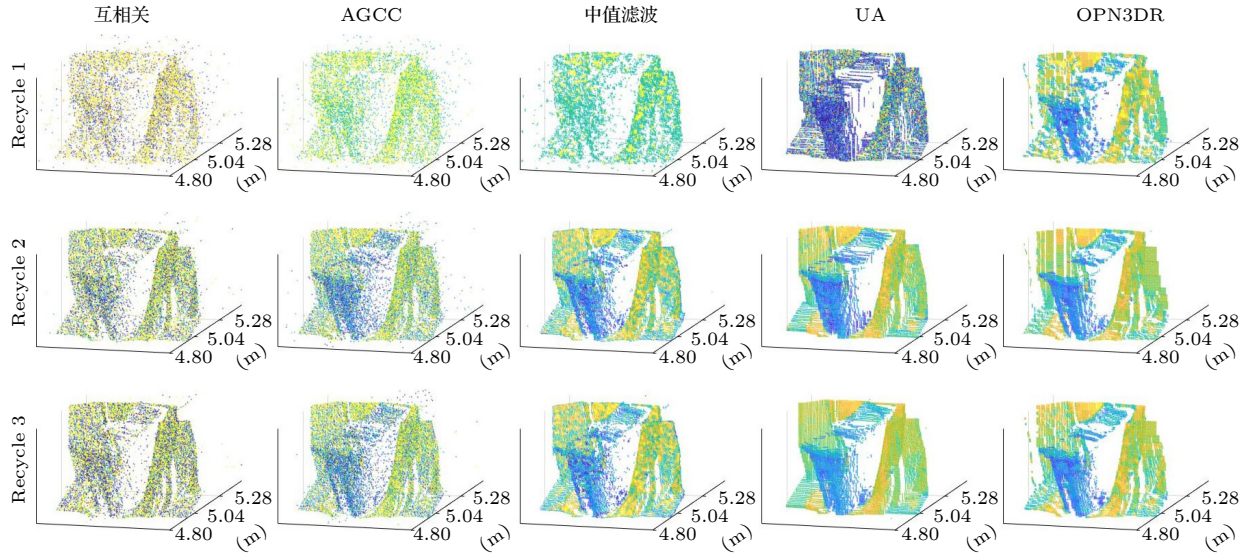 互相关 AGCC 中值滤波 UA OPN3DR
Recycle 1
5.28 5.28 5.28 5.28 5.28
5.04 5.04 5.04 5.04 5.04
4.80 (m) 4.80 (m) 4.80 (m) 4.80 (m) 4.80 (m)
Recycle 2
5.28 5.28 5.28 5.28 5.28
5.04 5.04 5.04 5.04 5.04
4.80 (m) 4.80 (m) 4.80 (m) 4.80 (m) 4.80 (m)
Recycle 3
5.28 5.28 5.28 5.28 5.28
5.04 5.04 5.04 5.04 5.04
4.80 (m) 4.80 (m) 4.80 (m) 4.80 (m) 4.80 (m)